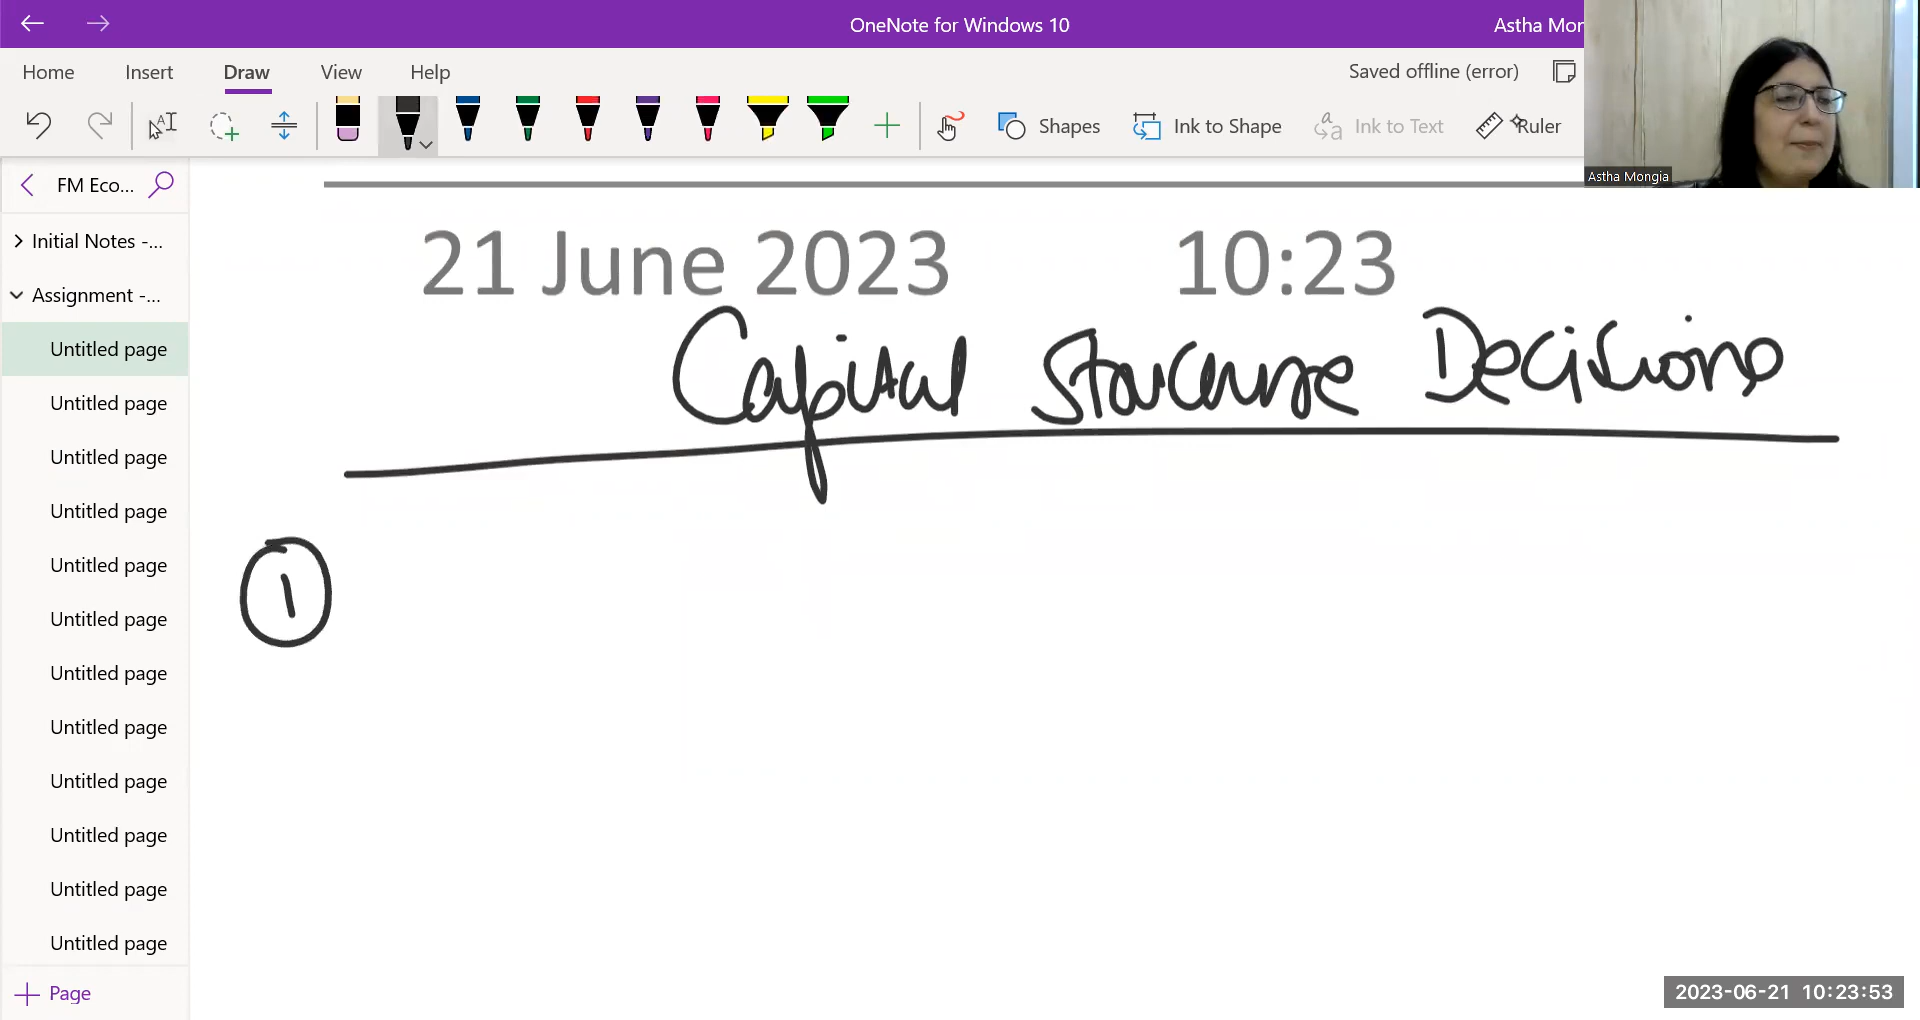 OneNote for Windows 10
Astha Mon
Home Insert Draw View Help
Saved offline (error)
Shapes Ink to Shape Ink to Text Ruler
Astha Mongia
FM Eco...
Initial Notes -...
Assignment -...
Untitled page
Untitled page
Untitled page
Untitled page
Untitled page
Untitled page
Untitled page
Untitled page
Untitled page
Untitled page
Untitled page
Untitled page
Page
21 June 2023 10:23
Capital Structure Decisions
1
2023-06-21 10:23:53